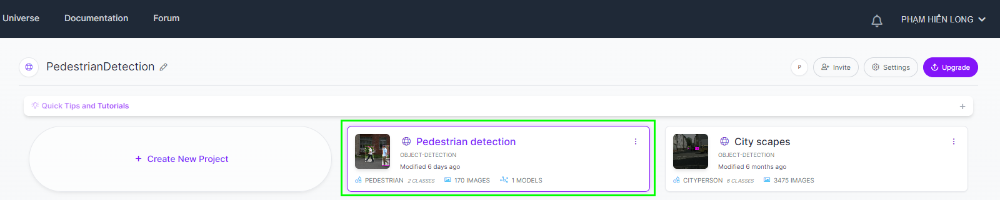 Universe Documentation Forum PHẠM HIỂN LONG
PedestrianDetection P Invite Settings Upgrade
Quick Tips and Tutorials +
+ Create New Project
Pedestrian detection
OBJECT-DETECTION
Modified 6 days ago
PEDESTRIAN 2 CLASSES 170 IMAGES 1 MODELS
City scapes
OBJECT-DETECTION
Modified 6 months ago
CITYPERSON 6 CLASSES 3475 IMAGES